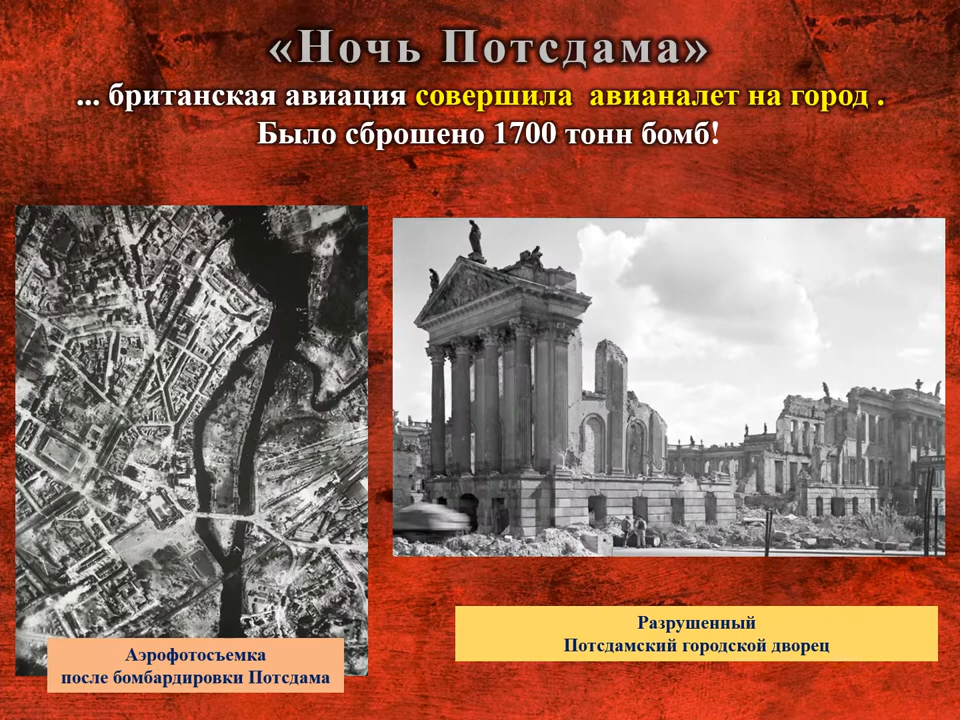 «Ночь Потсдама»
... британская авиация совершила авианалет на город .
Было сброшено 1700 тонн бомб!
Разрушенный
Потсдамский городской дворец
Аэрофотосъемка
после бомбардировки Потсдама